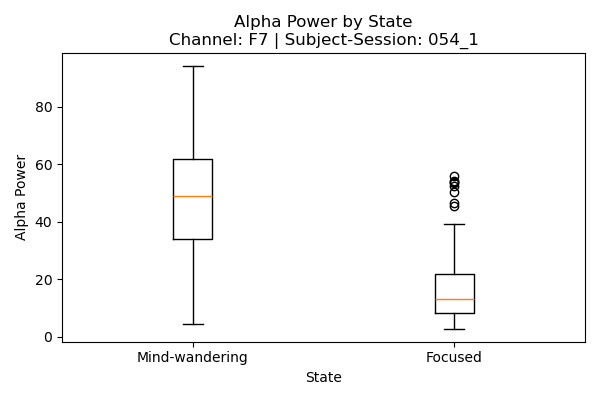 Alpha Power by State
Channel: F7 | Subject-Session: 054_1
Alpha Power
80
60
40
20
0
Mind-wandering
Focused
State